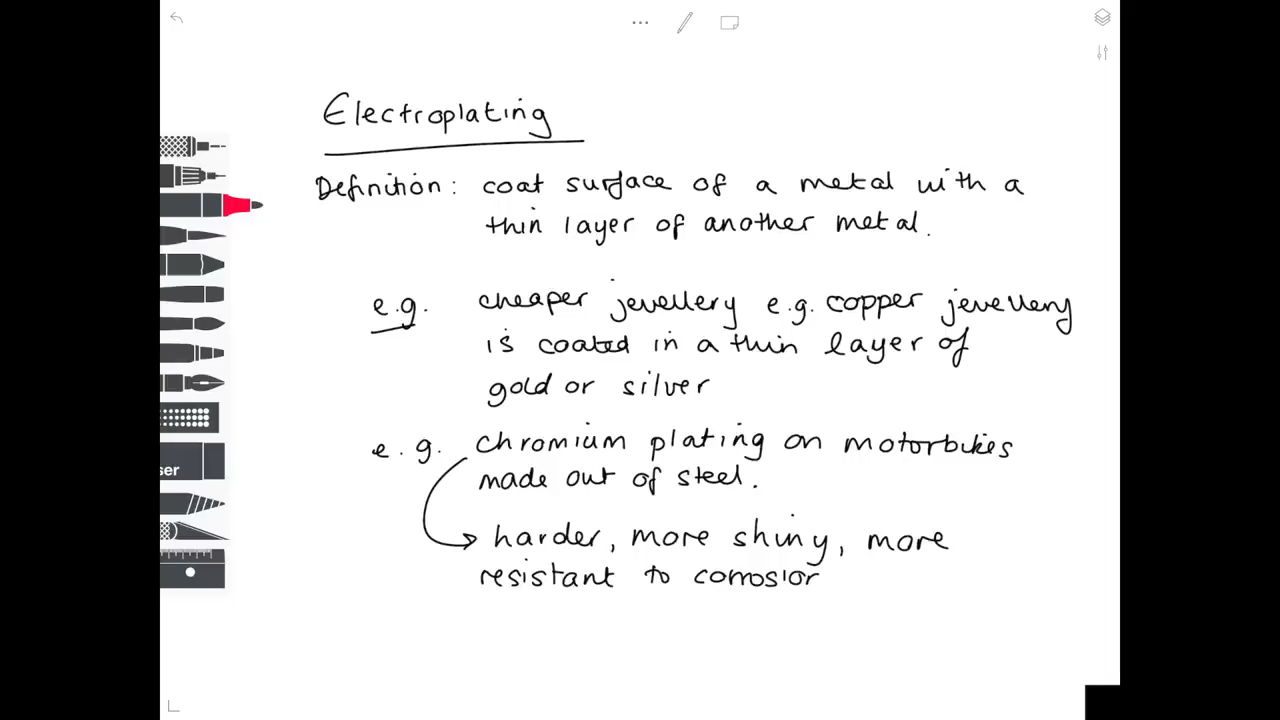 Electroplating
Definition: coat surface of a metal with a
thin layer of another metal.
e.g. cheaper jewellery e.g. copper jewellery
is coated in a thin layer of
gold or silver
e.g. chromium plating on motorbikes
made out of steel.
harder, more shiny, more
resistant to corrosion
ser